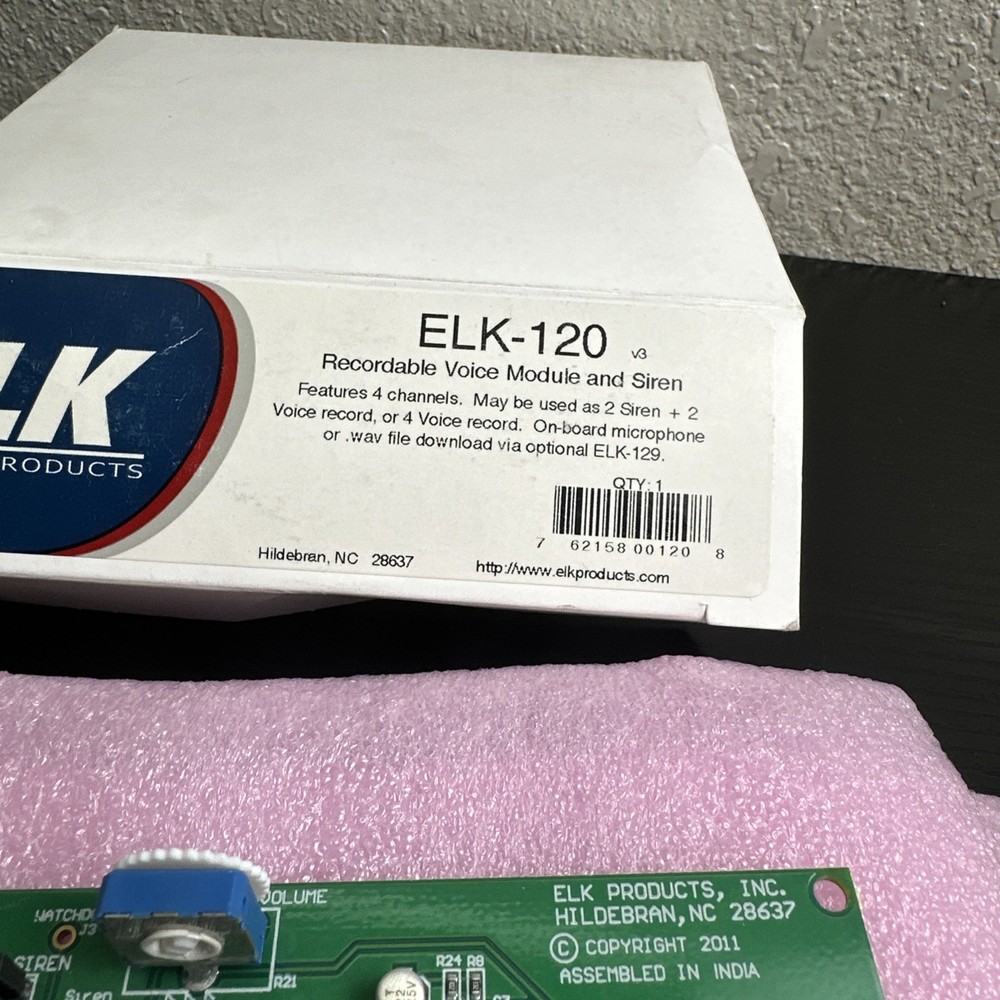 ELK-120 v3
Recordable Voice Module and Siren
Features 4 channels. May be used as 2 Siren + 2
Voice record, or 4 Voice record. On-board microphone
or .wav file download via optional ELK-129.
QTY: 1
7 62158 00120 8
Hildebran, NC 28637
http://www.elkproducts.com
LK
RODUCTS
VOLUME
WATCHD
J3
SIREN
Siren
R21
R24 R8
ELK PRODUCTS, INC.
HILDEBRAN, NC 28637
© COPYRIGHT 2011
ASSEMBLED IN INDIA